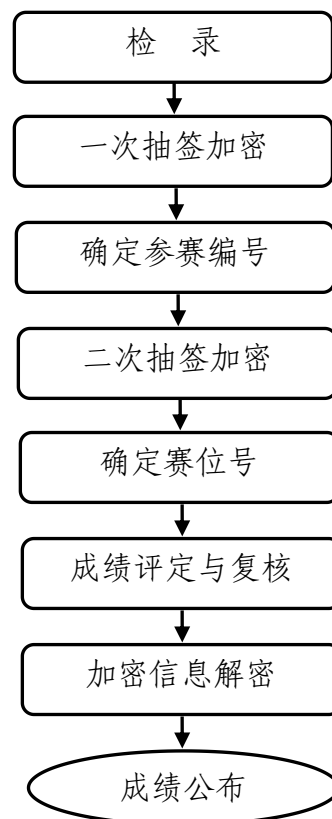 检 录
一次抽签加密
确定参赛编号
二次抽签加密
确定赛位号
成绩评定与复核
加密信息解密
成绩公布